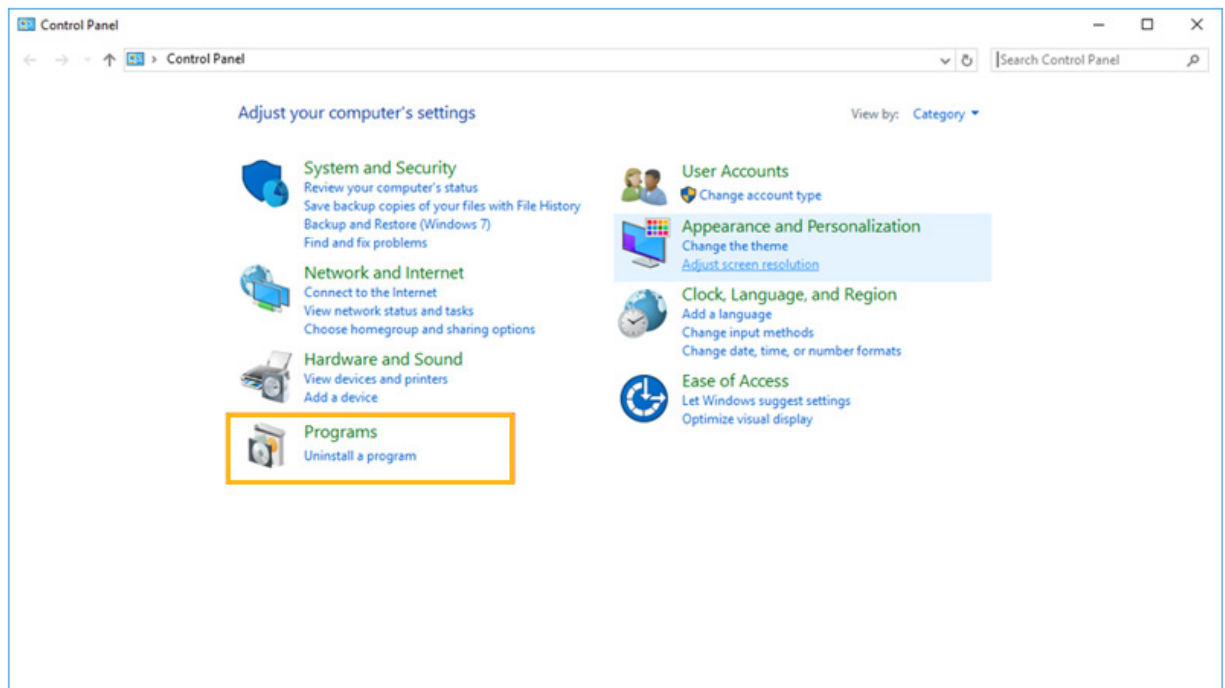 Control Panel
Control Panel
Search Control Panel
Adjust your computer's settings
View by: Category
System and Security
Review your computer's status
Save backup copies of your files with File History
Backup and Restore (Windows 7)
Find and fix problems
Network and Internet
Connect to the Internet
View network status and tasks
Choose homegroup and sharing options
Hardware and Sound
View devices and printers
Add a device
Programs
Uninstall a program
User Accounts
Change account type
Appearance and Personalization
Change the theme
Adjust screen resolution
Clock, Language, and Region
Add a language
Change input methods
Change date, time, or number formats
Ease of Access
Let Windows suggest settings
Optimize visual display